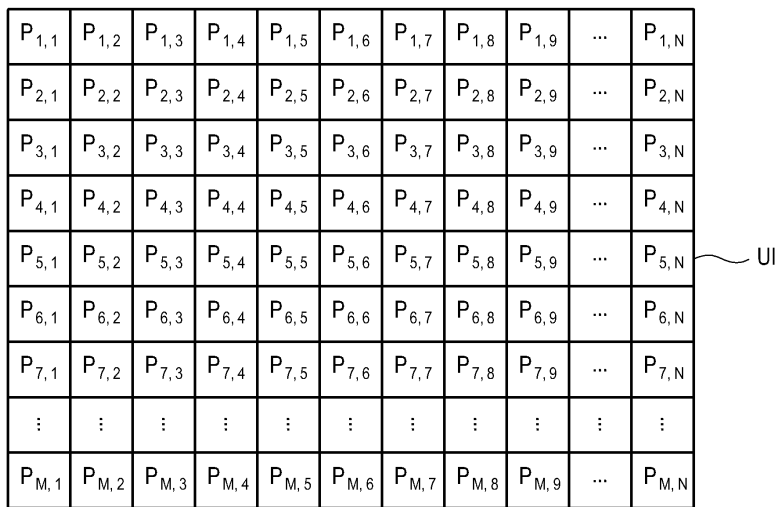 P1, 1 P1, 2 P1, 3 P1, 4 P1, 5 P1, 6 P1, 7 P1, 8 P1, 9 ... P1, N
P2, 1 P2, 2 P2, 3 P2, 4 P2, 5 P2, 6 P2, 7 P2, 8 P2, 9 ... P2, N
P3, 1 P3, 2 P3, 3 P3, 4 P3, 5 P3, 6 P3, 7 P3, 8 P3, 9 ... P3, N
P4, 1 P4, 2 P4, 3 P4, 4 P4, 5 P4, 6 P4, 7 P4, 8 P4, 9 ... P4, N
P5, 1 P5, 2 P5, 3 P5, 4 P5, 5 P5, 6 P5, 7 P5, 8 P5, 9 ... P5, N UI
P6, 1 P6, 2 P6, 3 P6, 4 P6, 5 P6, 6 P6, 7 P6, 8 P6, 9 ... P6, N
P7, 1 P7, 2 P7, 3 P7, 4 P7, 5 P7, 6 P7, 7 P7, 8 P7, 9 ... P7, N
⋮ ⋮ ⋮ ⋮ ⋮ ⋮ ⋮ ⋮ ⋮ ⋮ ⋮
PM, 1 PM, 2 PM, 3 PM, 4 PM, 5 PM, 6 PM, 7 PM, 8 PM, 9 ... PM, N